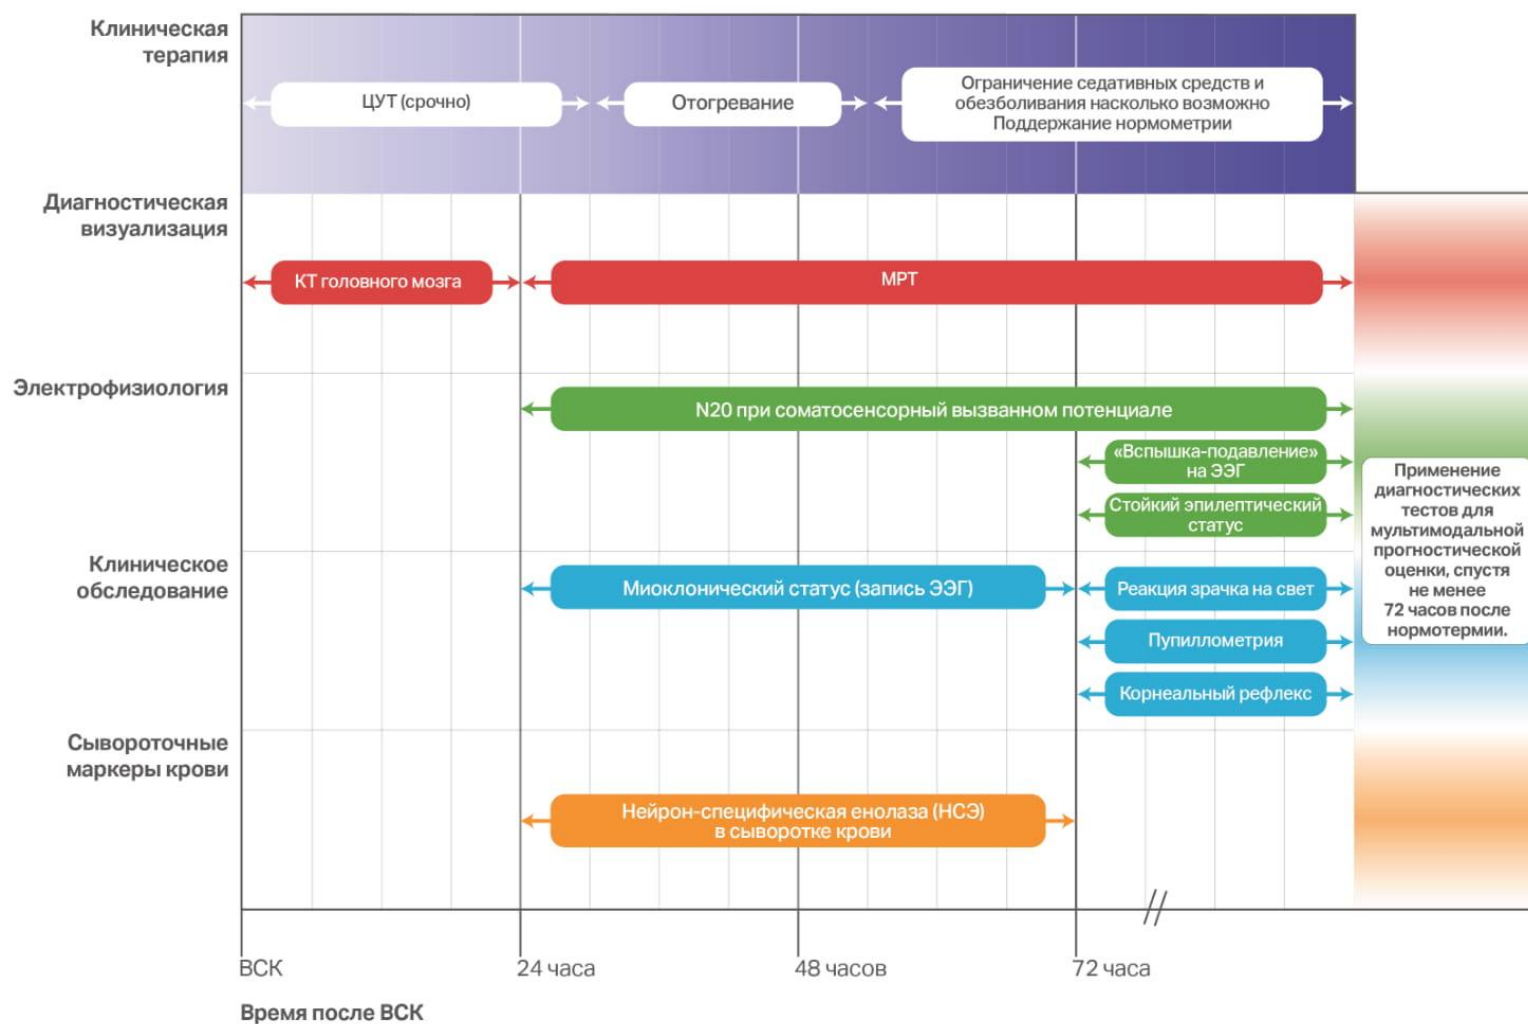 Клиническая
терапия
ЦУТ (срочно)
Отогревание
Ограничение седативных средств и
обезболивания насколько возможно
Поддержание нормометрии
Диагностическая
визуализация
КТ головного мозга
МРТ
Электрофизиология
N20 при соматосенсорный вызванном потенциале
«Вспышка-подавление»
на ЭЭГ
Стойкий эпилептический
статус
Клиническое
обследование
Миоклонический статус (запись ЭЭГ)
Реакция зрачка на свет
Пупиллометрия
Корнеальный рефлекс
Применение
диагностических
тестов для
мультимодальной
прогностической
оценки, спустя
не менее
72 часов после
нормотермии.
Сывороточные
маркеры крови
Нейрон-специфическая енолаза (НСЭ)
в сыворотке крови
ВСК
24 часа
48 часов
72 часа
Время после ВСК